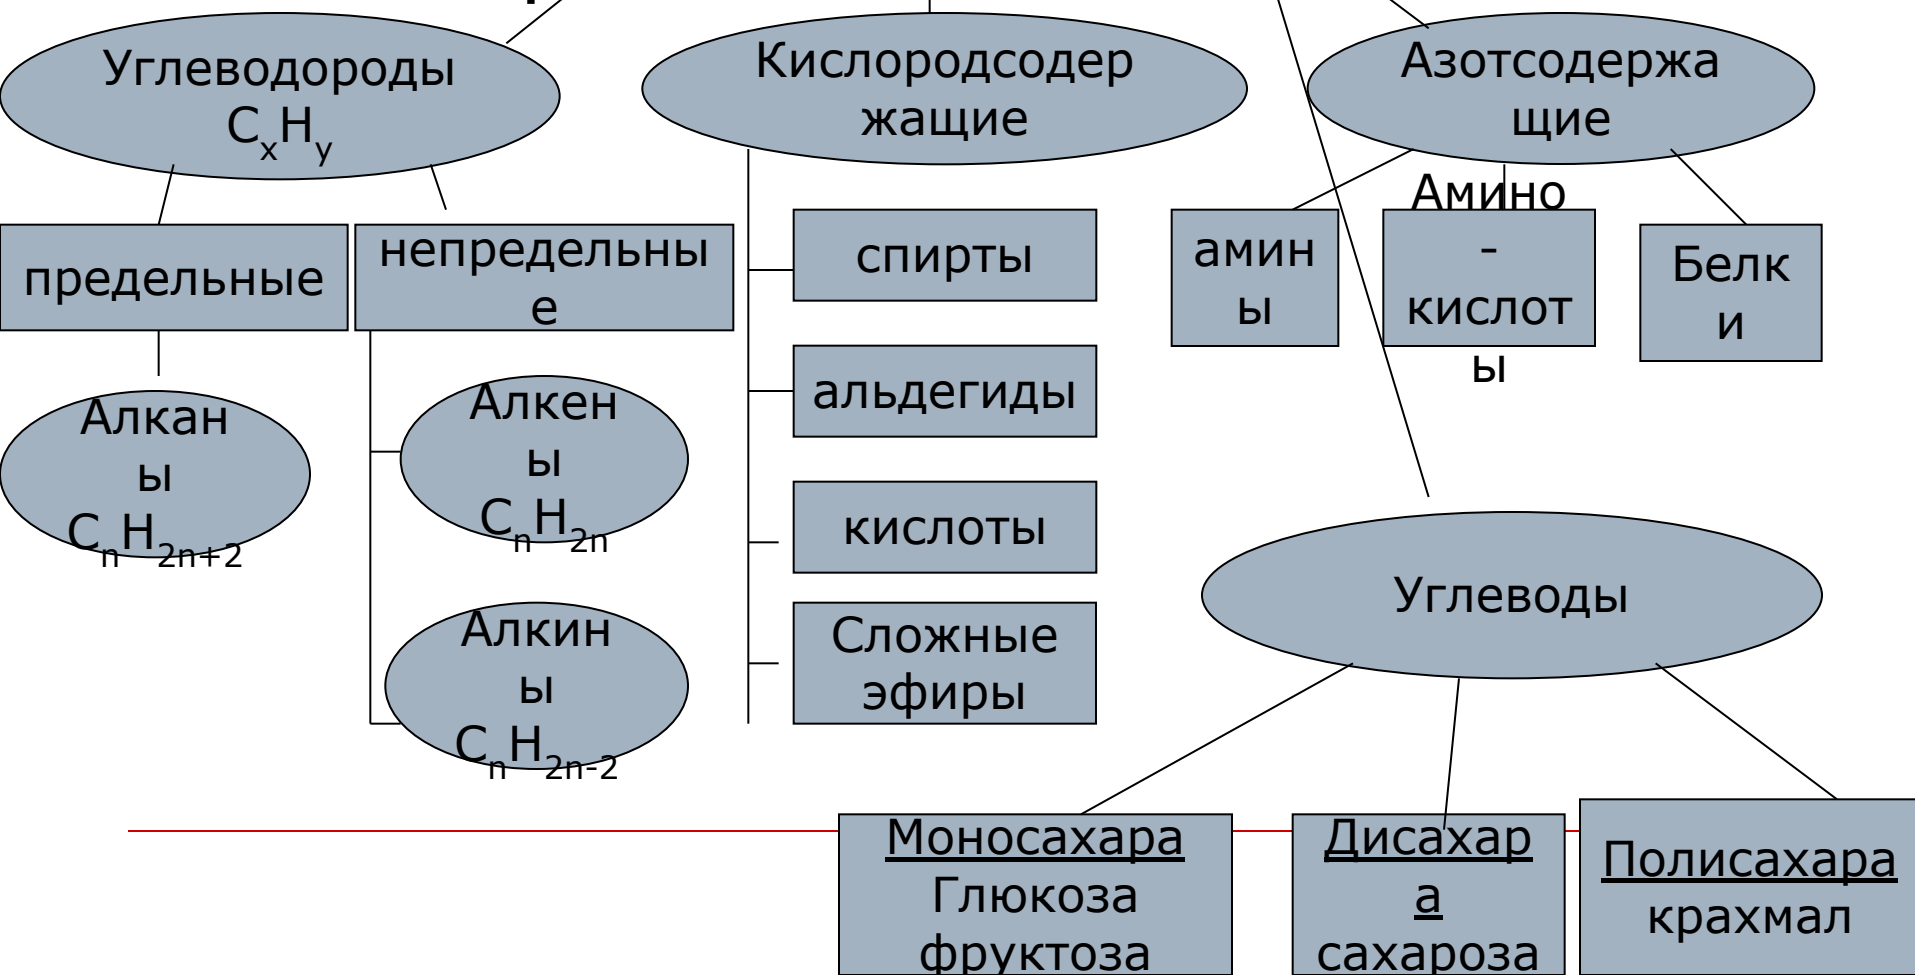 Углеводороды
CxHy
Кислородсодер
жащие
Азотсодержа
щие
предельные
непредельны
е
Алкан
ы
CnH2n+2
Алкен
ы
CnH2n
Алкин
ы
CnH2n-2
спирты
альдегиды
кислоты
Сложные
эфиры
амин
ы
Амино
-
кислот
ы
Белк
и
Углеводы
Моносахара
Глюкоза
фруктоза
Дисахар
а
сахароза
Полисахара
крахмал